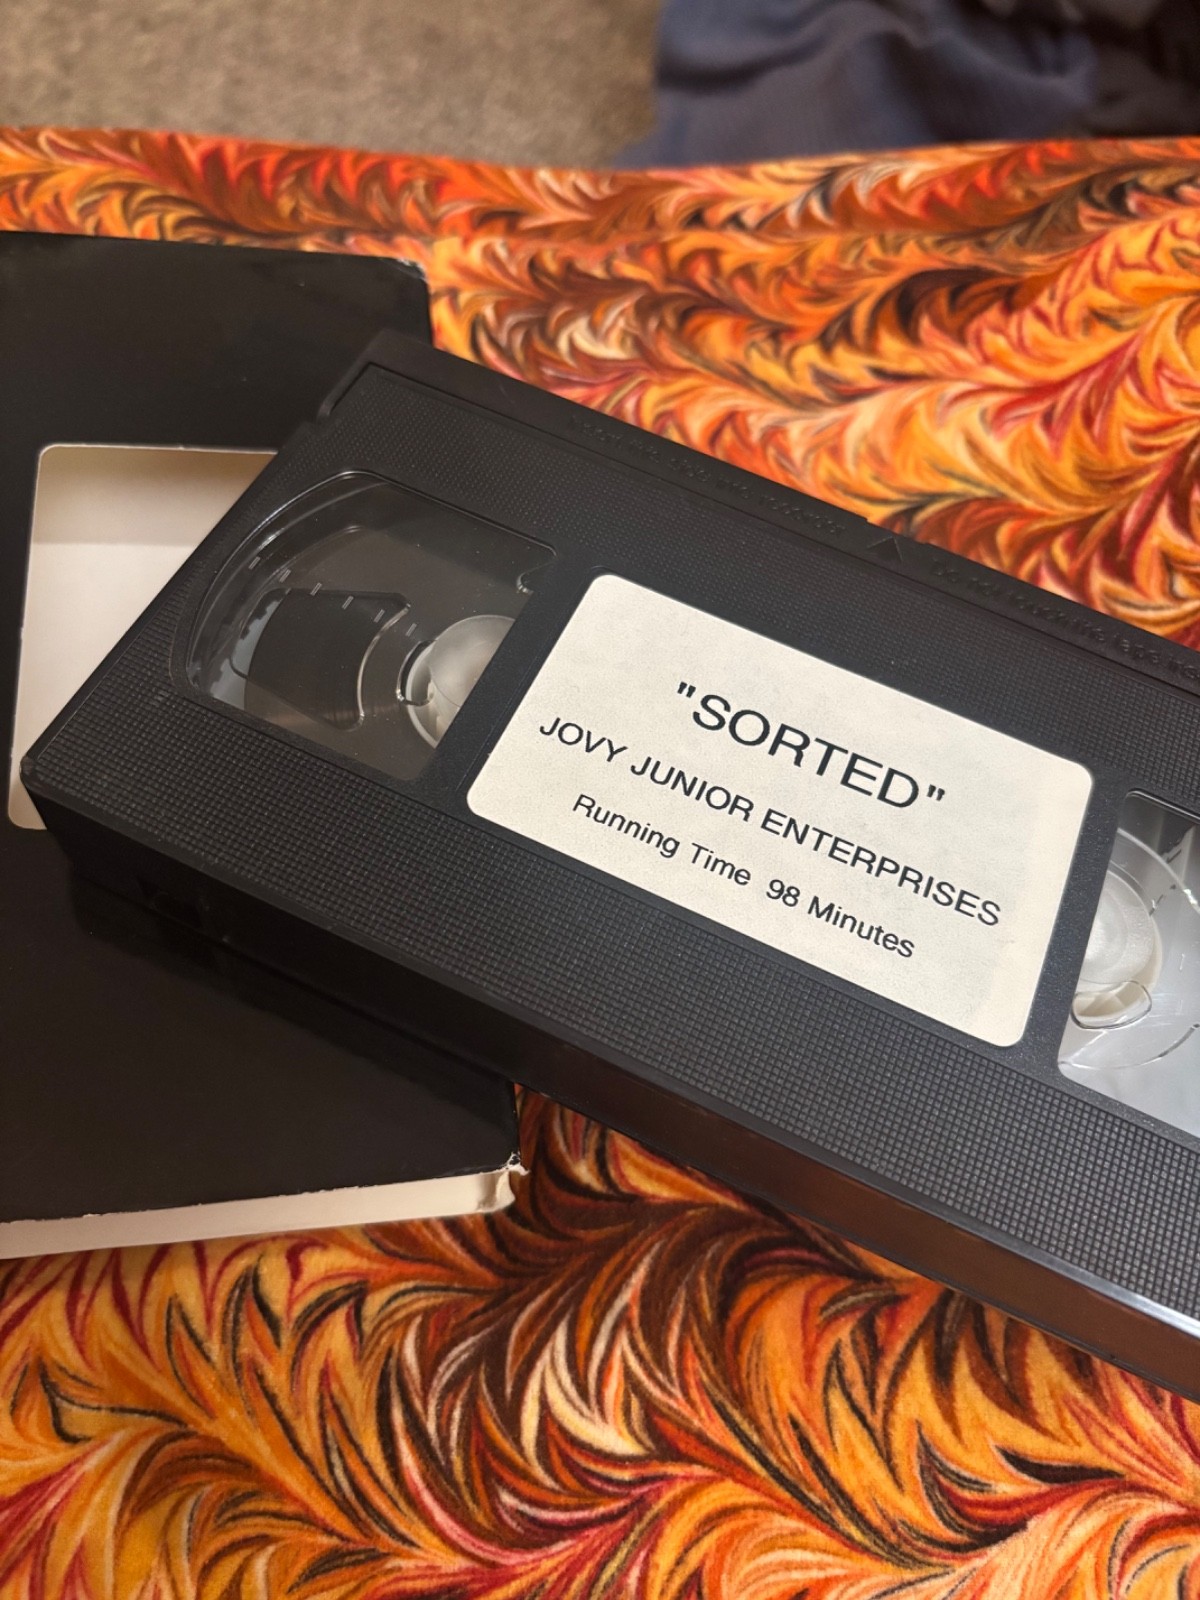 "SORTED"
JOVY JUNIOR ENTERPRISES
Running Time 98 Minutes